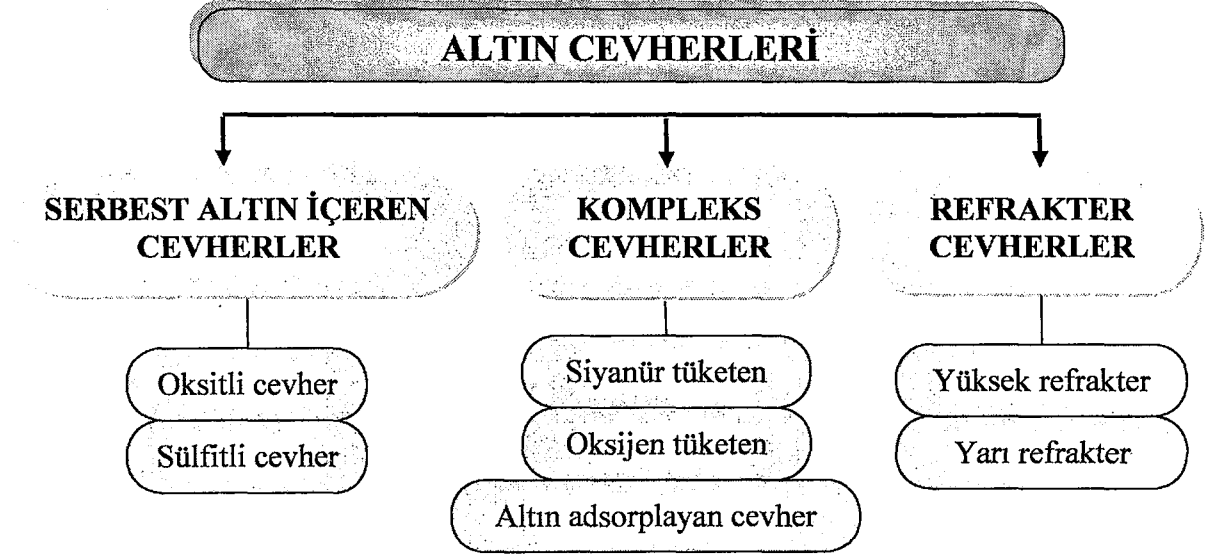 ALTIN CEVHERLERİ
SERBEST ALTIN İÇEREN
CEVHERLER
KOMPLEKS
CEVHERLER
REFRAKTER
CEVHERLER
Oksitli cevher
Sülfitli cevher
Siyanür tüketen
Oksijen tüketen
Altın adsorplayan cevher
Yüksek refrakter
Yarı refrakter